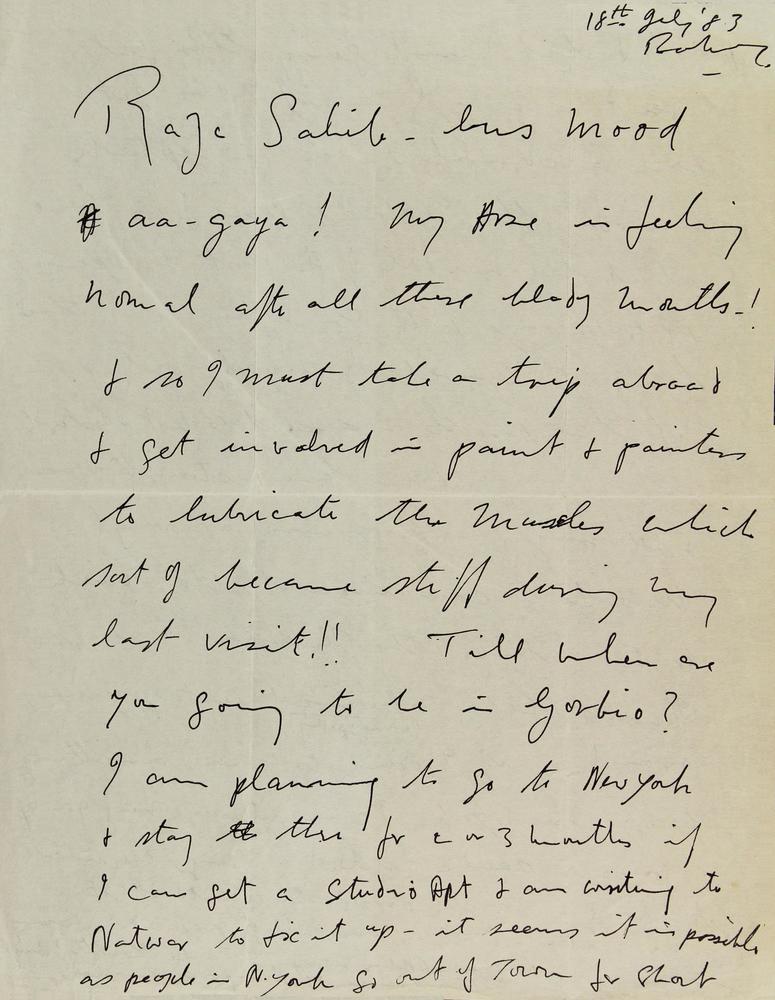 18th July '83
Raja Sahib - bus mood
aa-gaya! My Arse is feeling
normal after all these bloody months-!
& so I must take a trip abroad
& get involved in paint & painters
to lubricate the Muscles which
sort of became stiff during my
last visit!! Till when are
you going to be in Gorbio?
I am planning to go to New York
& stay there for 2 or 3 months if
I can get a Studio Apt & am writing to
Natwar to fix it up - it seems it is possible
as people in N.York go out of Town for short